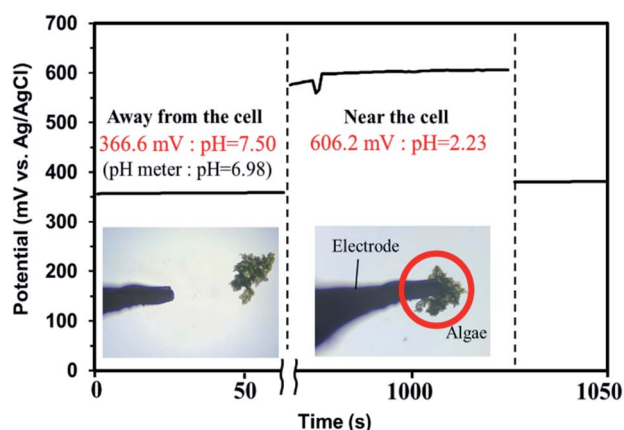 700
600
500
400
300
200
100
0
Potential (mV vs. Ag/AgCl)
Away from the cell
366.6 mV : pH=7.50
(pH meter : pH=6.98)
Near the cell
606.2 mV : pH=2.23
Electrode
Algae
0
50
1000
1050
Time (s)